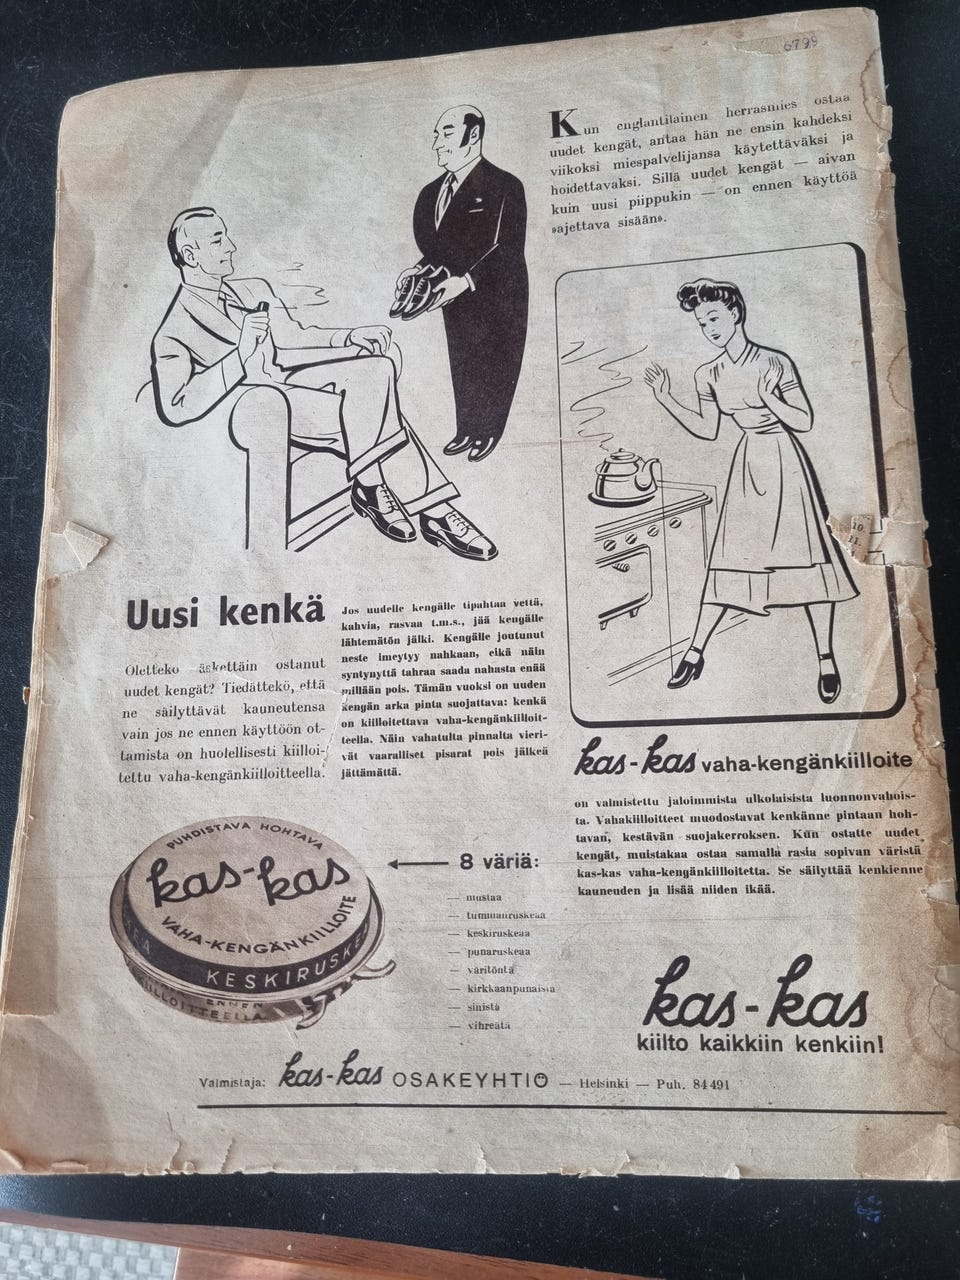 6799
Kun englantilainen herrasmies ostaa
uudet kengät, antaa hän ne ensin kahdeksi
viikoksi miespalvelijansa käytettäväksi ja
hoidettavaksi. Sillä uudet kengät — aivan
kuin uusi piippukin — on ennen käyttöä
»ajettava sisään».
10.
11.
Uusi kenkä
Oletteko äskettäin ostanut
uudet kengät? Tiedättekö, että
ne säilyttävät kauneutensa
vain jos ne ennen käyttöön ot-
tamista on huolellisesti kiilloi-
tettu vaha-kengänkiilloitteella.
Jos uudelle kengälle tipahtaa vettä,
kahvia, rasvaa t.m.s., jää kengälle
lähtemätön jälki. Kengälle joutunut
neste imeytyy nahkaan, eikä näin
syntynyttä tahraa saada nahasta enää
millään pois. Tämän vuoksi on uuden
kengän arka pinta suojattava: kenkä
on kiilloitettava vaha-kengänkiilloit-
teella. Näin vahatulta pinnalta vieri-
vät vaaralliset pisarat pois jälkeä
jättämättä.
kas-kas vaha-kengänkiilloite
on valmistettu jaloimmista ulkolaisista luonnonvahois-
ta. Vahakiilloitteet muodostavat kenkänne pintaan hoh-
tavan, kestävän suojakerroksen. Kun ostatte uudet
kengät, muistakaa ostaa samalla rasia sopivan väristä
kas-kas vaha-kengänkiilloitetta. Se säilyttää kenkienne
kauneuden ja lisää niiden ikää.
PUHDISTAVA HOHTAVA
kas-kas
VAHA-KENGÄNKIILLOITE
KESKIRUSKEA
ENNEN
KIILLOITTEELLA
8 väriä:
— mustaa
— tummanruskeaa
— keskiruskeaa
— punaruskeaa
— väritöntä
— kirkkaanpunaista
— sinistä
— vihreätä
kas-kas
kiilto kaikkiin kenkiin!
Valmistaja: kas-kas OSAKEYHTIÖ — Helsinki — Puh. 84 491